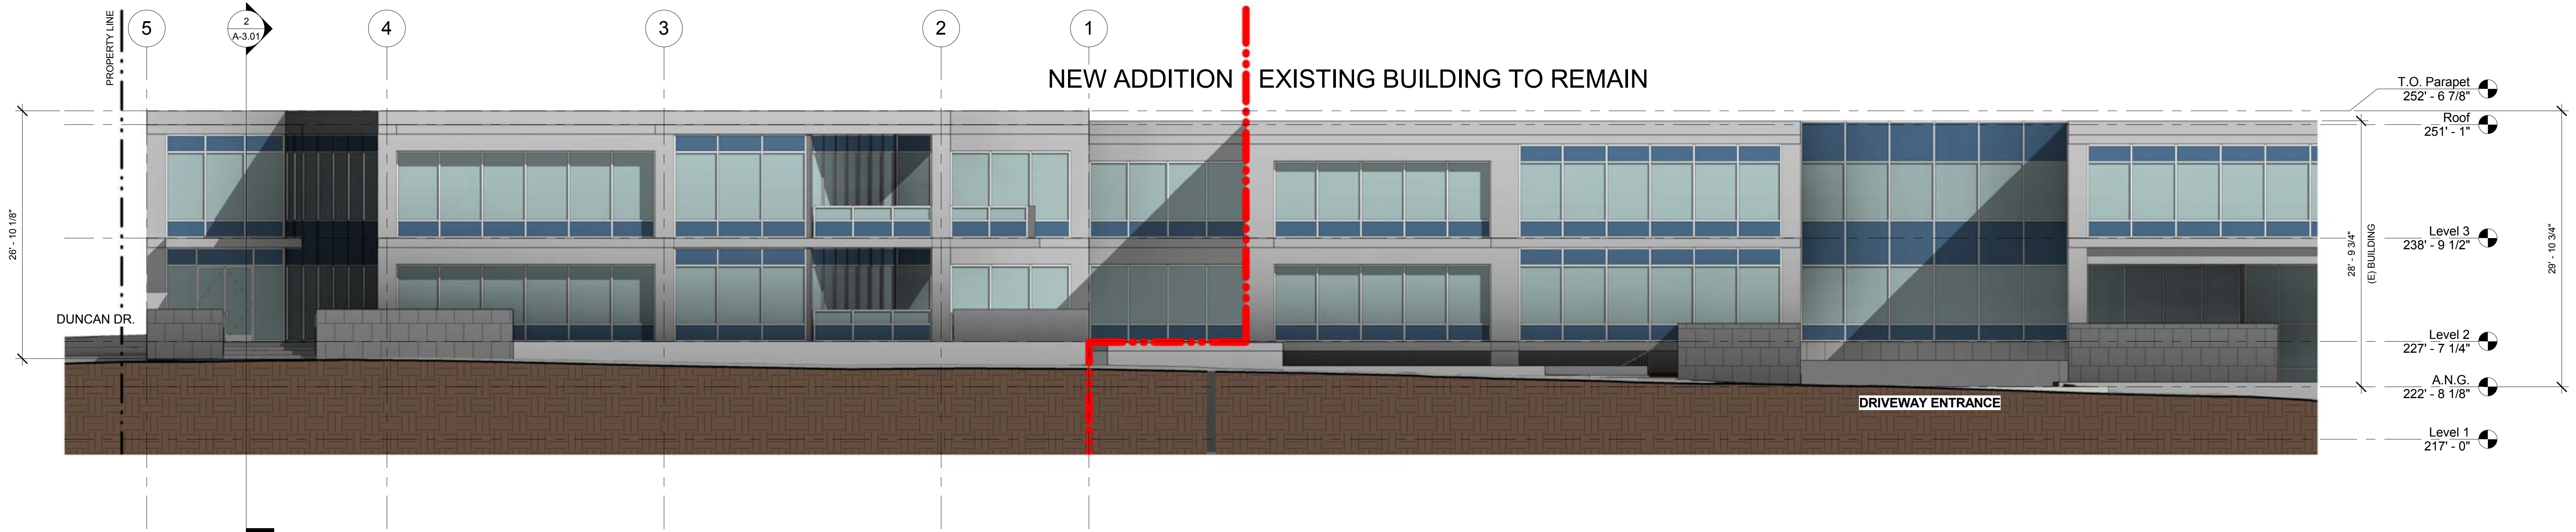 PROPERTY LINE
5
2
A-3.01
4
3
2
1
NEW ADDITION
EXISTING BUILDING TO REMAIN
T.O. Parapet
252' - 6 7/8"
Roof
251' - 1"
26' - 10 1/8"
Level 3
238' - 9 1/2"
28' - 9 3/4"
(E) BUILDING
29' - 10 3/4"
DUNCAN DR.
Level 2
227' - 7 1/4"
A.N.G.
222' - 8 1/8"
DRIVEWAY ENTRANCE
Level 1
217' - 0"